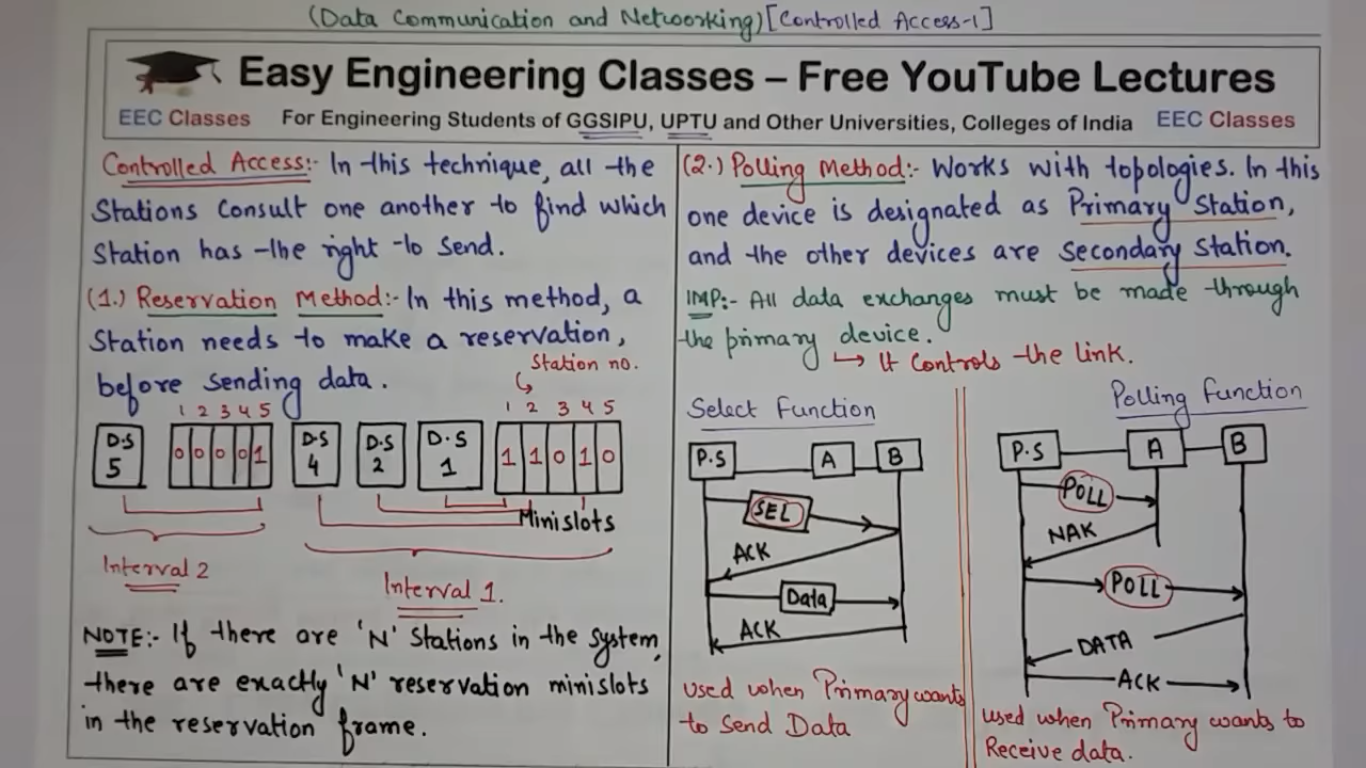 (Data Communication and Networking) [Controlled Access-1]
Easy Engineering Classes – Free YouTube Lectures
EEC Classes For Engineering Students of GGSIPU, UPTU and Other Universities, Colleges of India EEC Classes
Controlled Access:- In this technique, all the
Stations Consult one another to find which
Station has the right to send.
(1.) Reservation Method:- In this method, a
Station needs to make a reservation,
before sending data.
Station no.
1 2 3 4 5
1 2 3 4 5
D.S 5
0 0 0 0 1
D.S 4
D.S 2
D.S 1
1 1 0 1 0
Minislots
Interval 2
Interval 1.
NOTE:- If there are 'N' Stations in the system,
there are exactly 'N' reservation minislots
in the reservation frame.
(2.) Polling Method:- Works with topologies. In this
one device is designated as Primary Station,
and the other devices are Secondary Station.
IMP:- All data exchanges must be made through
the primary device.
↳ It Controls the link.
Select Function
P.S A B
SEL
ACK
Data
ACK
used when Primary wants
to Send Data
Polling Function
P.S A B
POLL
NAK
POLL
DATA
ACK
used when Primary wants to
Receive data.